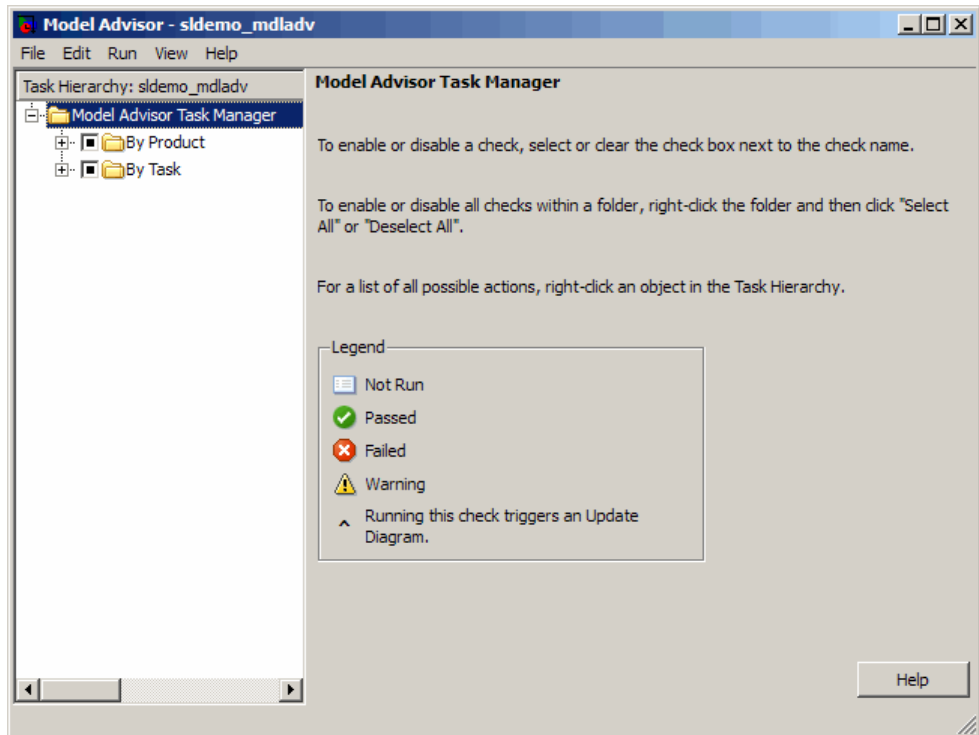 Model Advisor - sldemo_mdladv
File Edit Run View Help
Task Hierarchy: sldemo_mdladv
Model Advisor Task Manager
By Product
By Task
Model Advisor Task Manager
To enable or disable a check, select or clear the check box next to the check name.
To enable or disable all checks within a folder, right-click the folder and then click "Select
All" or "Deselect All".
For a list of all possible actions, right-click an object in the Task Hierarchy.
Legend
Not Run
Passed
Failed
Warning
^ Running this check triggers an Update
Diagram.
Help